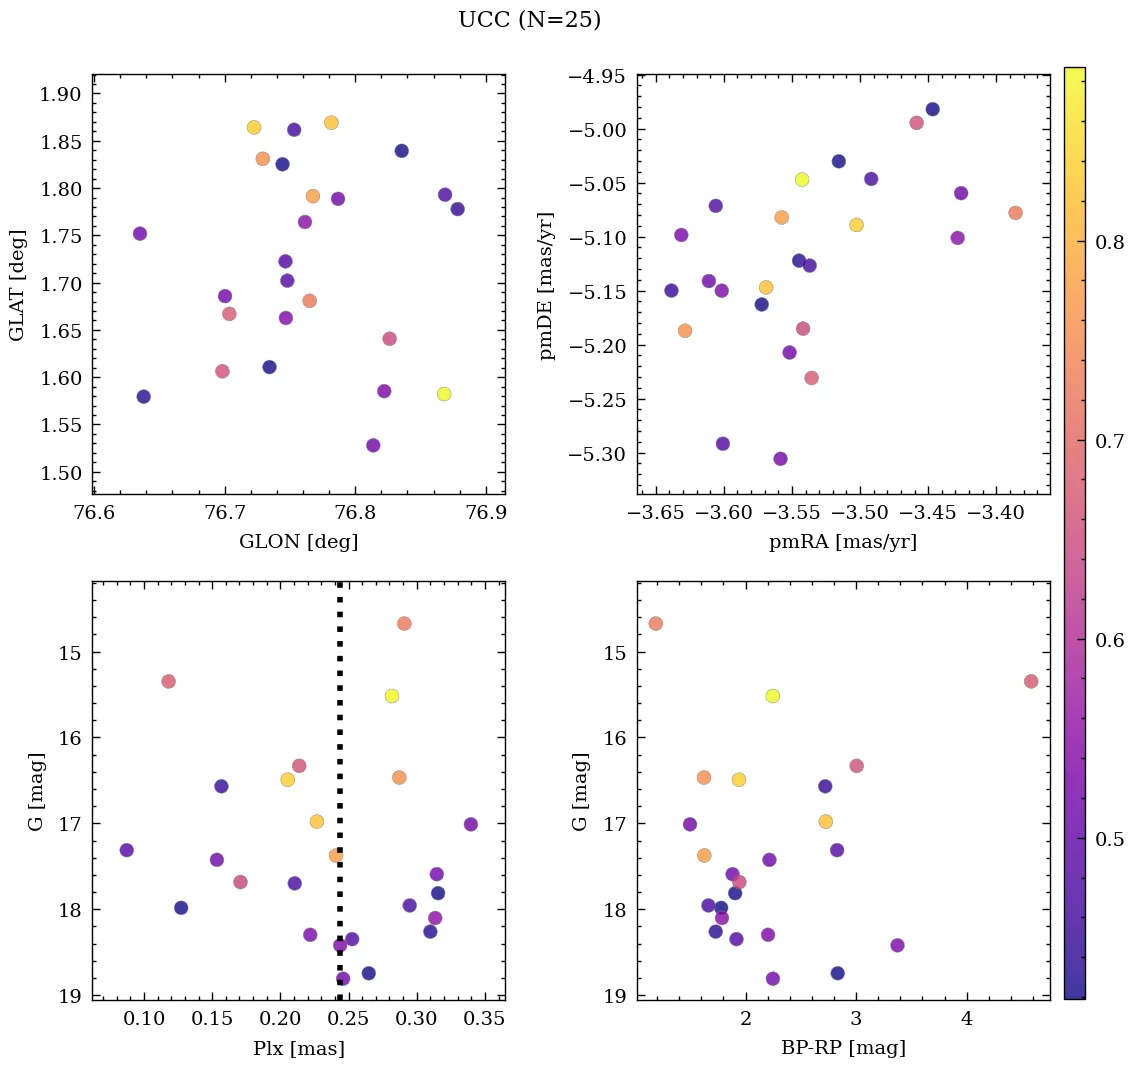 UCC (N=25)
1.90
1.85
1.80
1.75
1.70
1.65
1.60
1.55
1.50
GLAT [deg]
76.6 76.7 76.8 76.9
GLON [deg]
−4.95
−5.00
−5.05
−5.10
−5.15
−5.20
−5.25
−5.30
pmDE [mas/yr]
−3.65 −3.60 −3.55 −3.50 −3.45 −3.40
pmRA [mas/yr]
0.8
0.7
0.6
0.5
15
16
17
18
19
G [mag]
0.10 0.15 0.20 0.25 0.30 0.35
Plx [mas]
15
16
17
18
19
G [mag]
2 3 4
BP-RP [mag]